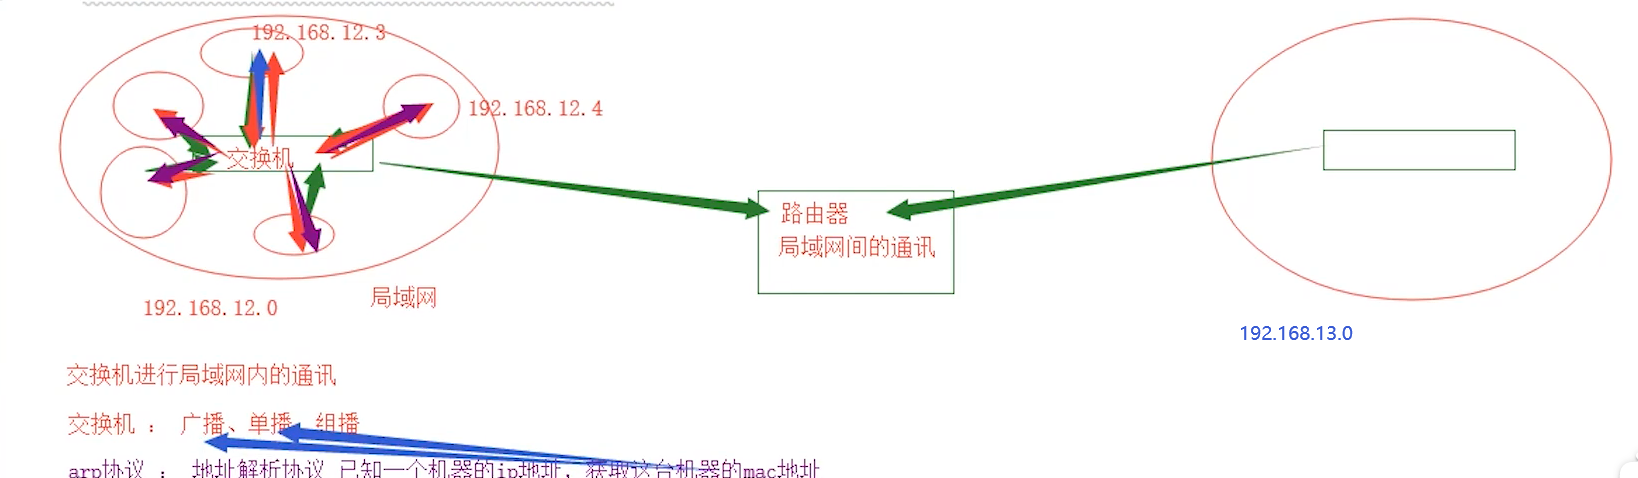 192.168.12.3
192.168.12.4
交换机
路由器
局域网间的通讯
局域网
192.168.12.0
192.168.13.0
交换机进行局域网内的通讯
交换机 : 广播、单播、组播
arp协议 : 地址解析协议 已知一个机器的ip地址,获取这台机器的mac地址